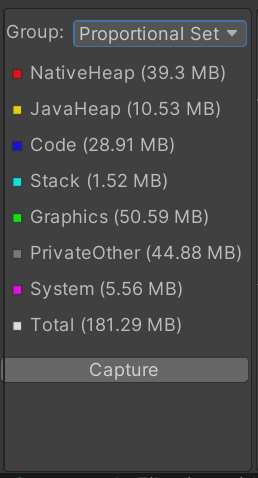 Group: Proportional Set
NativeHeap (39.3 MB)
JavaHeap (10.53 MB)
Code (28.91 MB)
Stack (1.52 MB)
Graphics (50.59 MB)
PrivateOther (44.88 MB)
System (5.56 MB)
Total (181.29 MB)
Capture